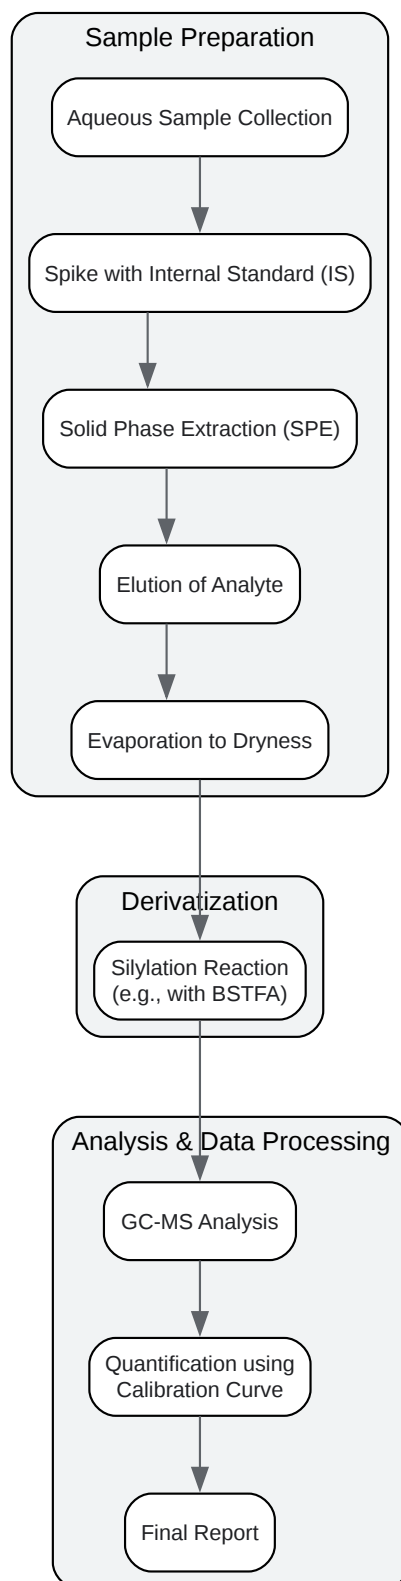 Sample Preparation
Aqueous Sample Collection
Spike with Internal Standard (IS)
Solid Phase Extraction (SPE)
Elution of Analyte
Evaporation to Dryness
Derivatization
Silylation Reaction
(e.g., with BSTFA)
Analysis & Data Processing
GC-MS Analysis
Quantification using
Calibration Curve
Final Report